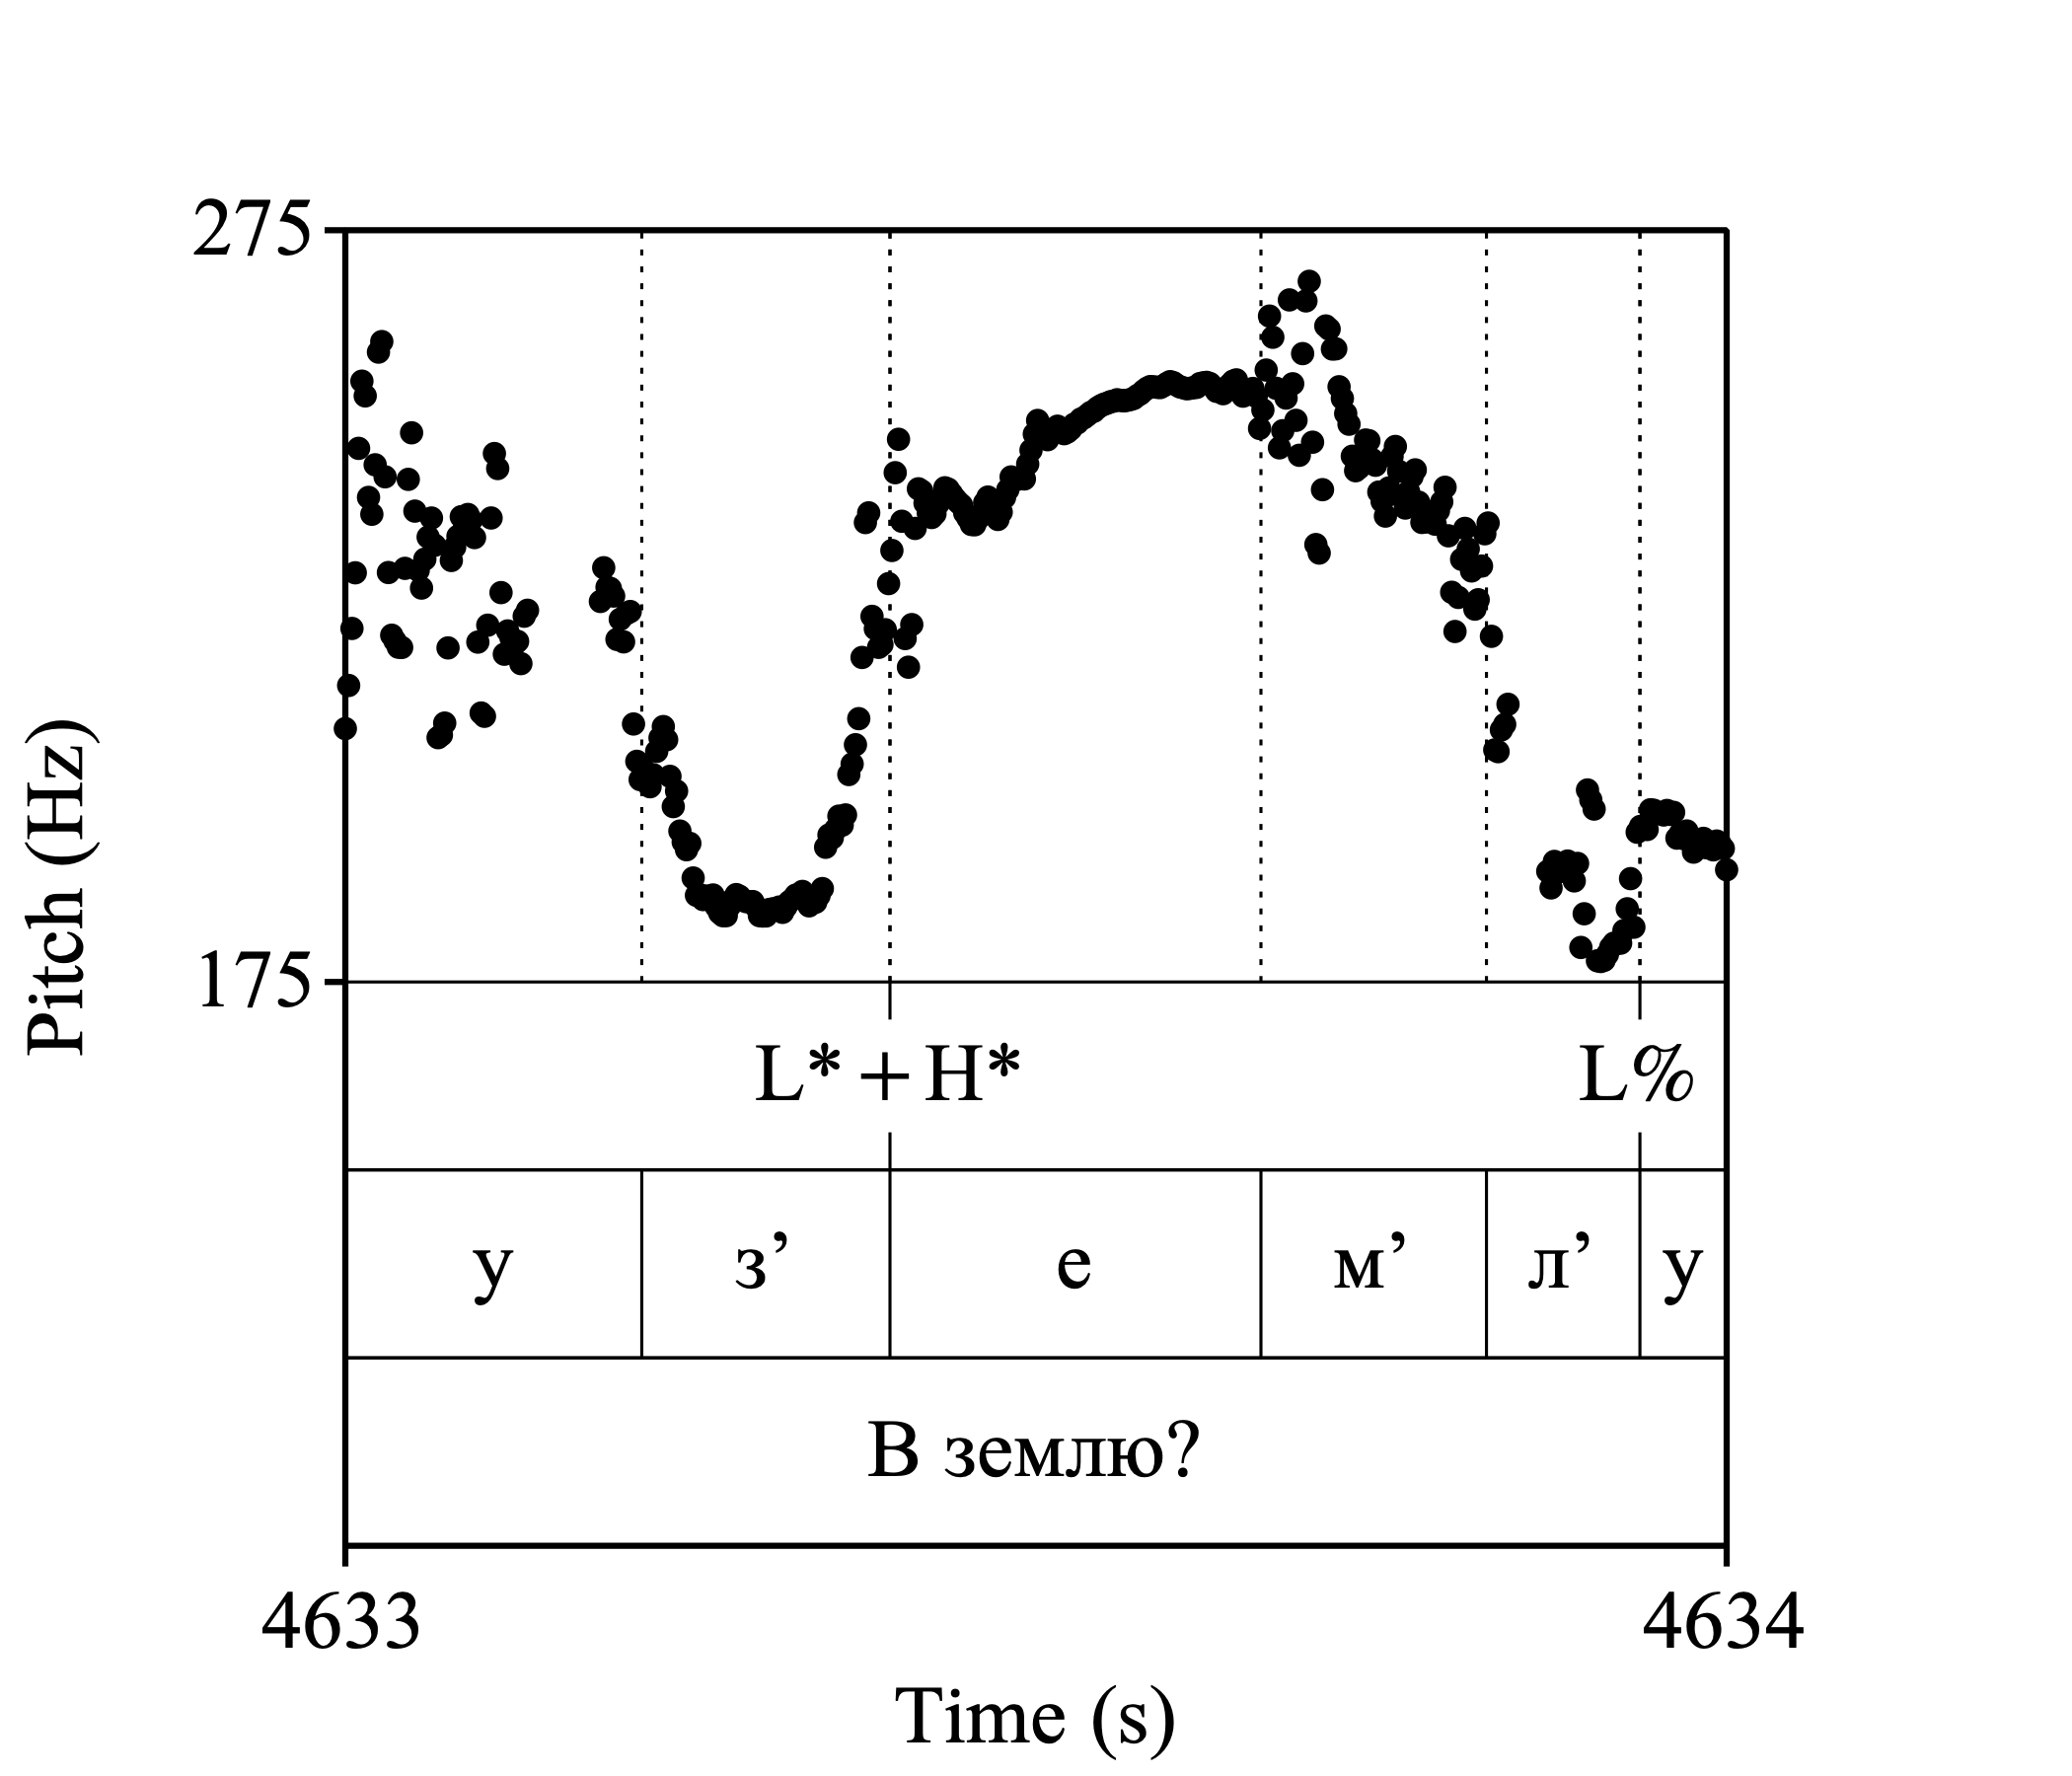 275
175
Pitch (Hz)
L* + H* L%
у з’ е м’ л’ у
В землю?
4633 4634
Time (s)